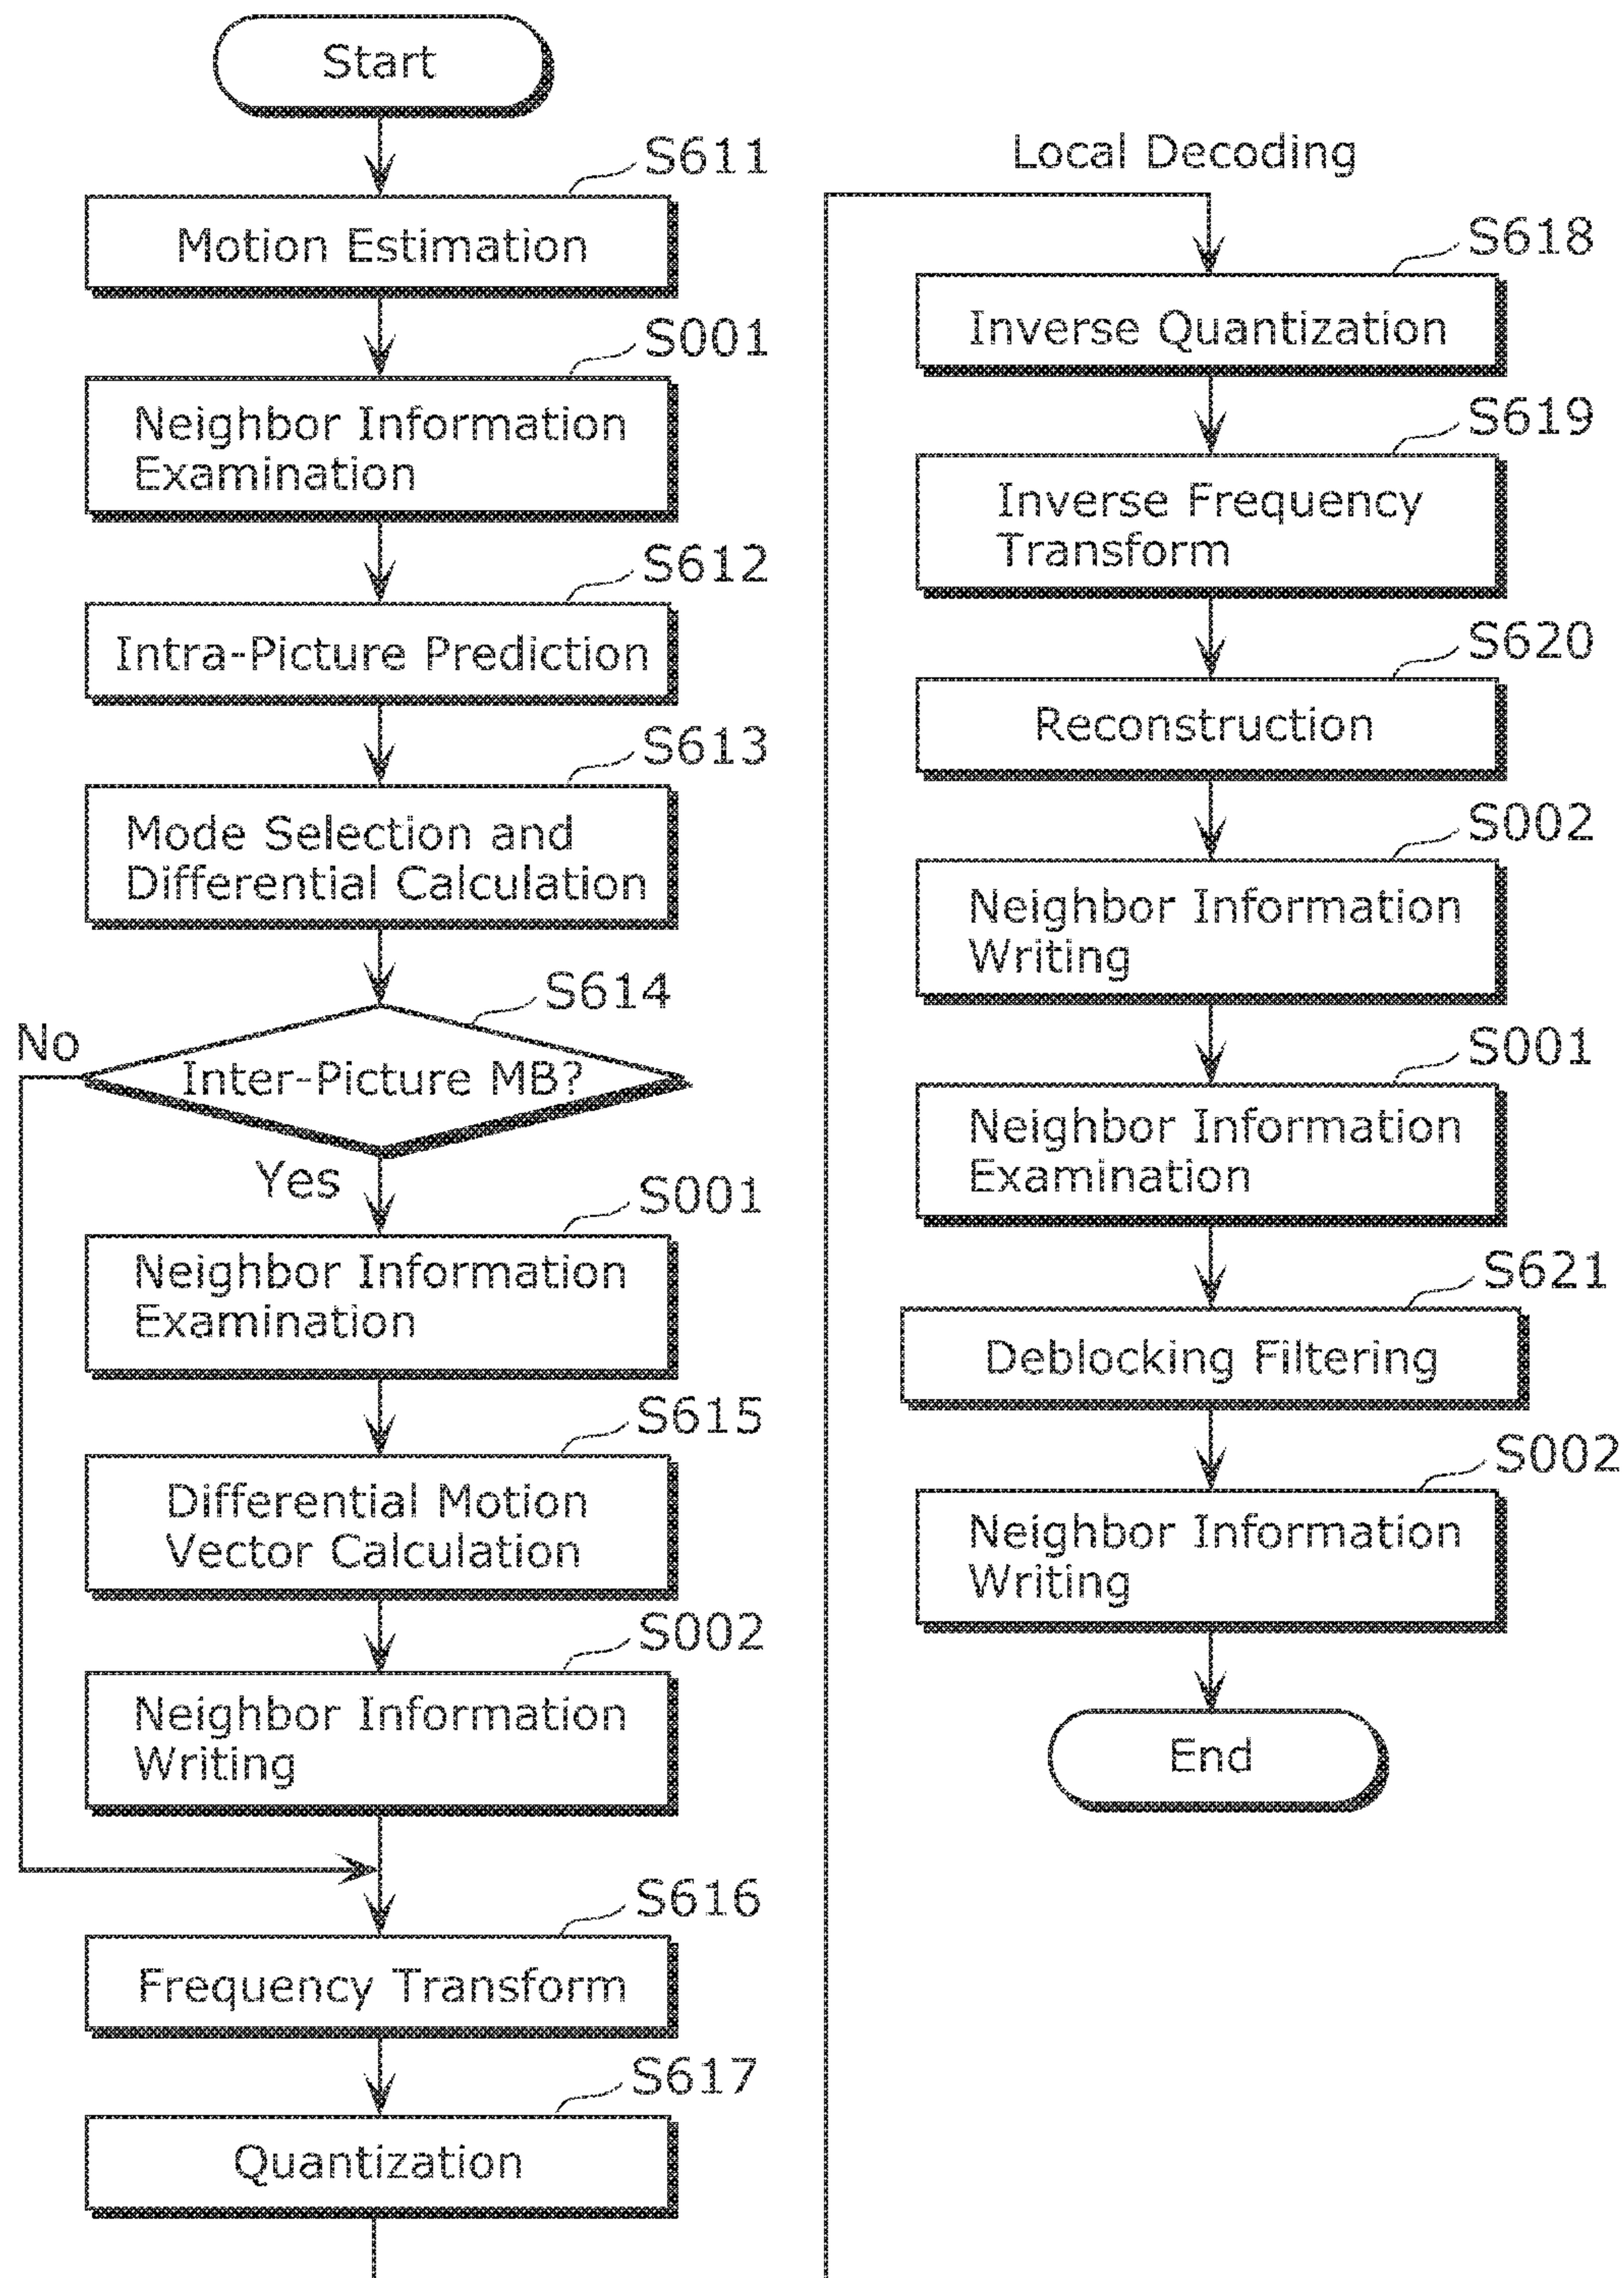 Start
S611
Motion Estimation
S001
Neighbor Information
Examination
S612
Intra-Picture Prediction
S613
Mode Selection and
Differential Calculation
S614
No
Inter-Picture MB?
Yes
S001
Neighbor Information
Examination
S615
Differential Motion
Vector Calculation
S002
Neighbor Information
Writing
S616
Frequency Transform
S617
Quantization
Local Decoding
S618
Inverse Quantization
S619
Inverse Frequency
Transform
S620
Reconstruction
S002
Neighbor Information
Writing
S001
Neighbor Information
Examination
S621
Deblocking Filtering
S002
Neighbor Information
Writing
End